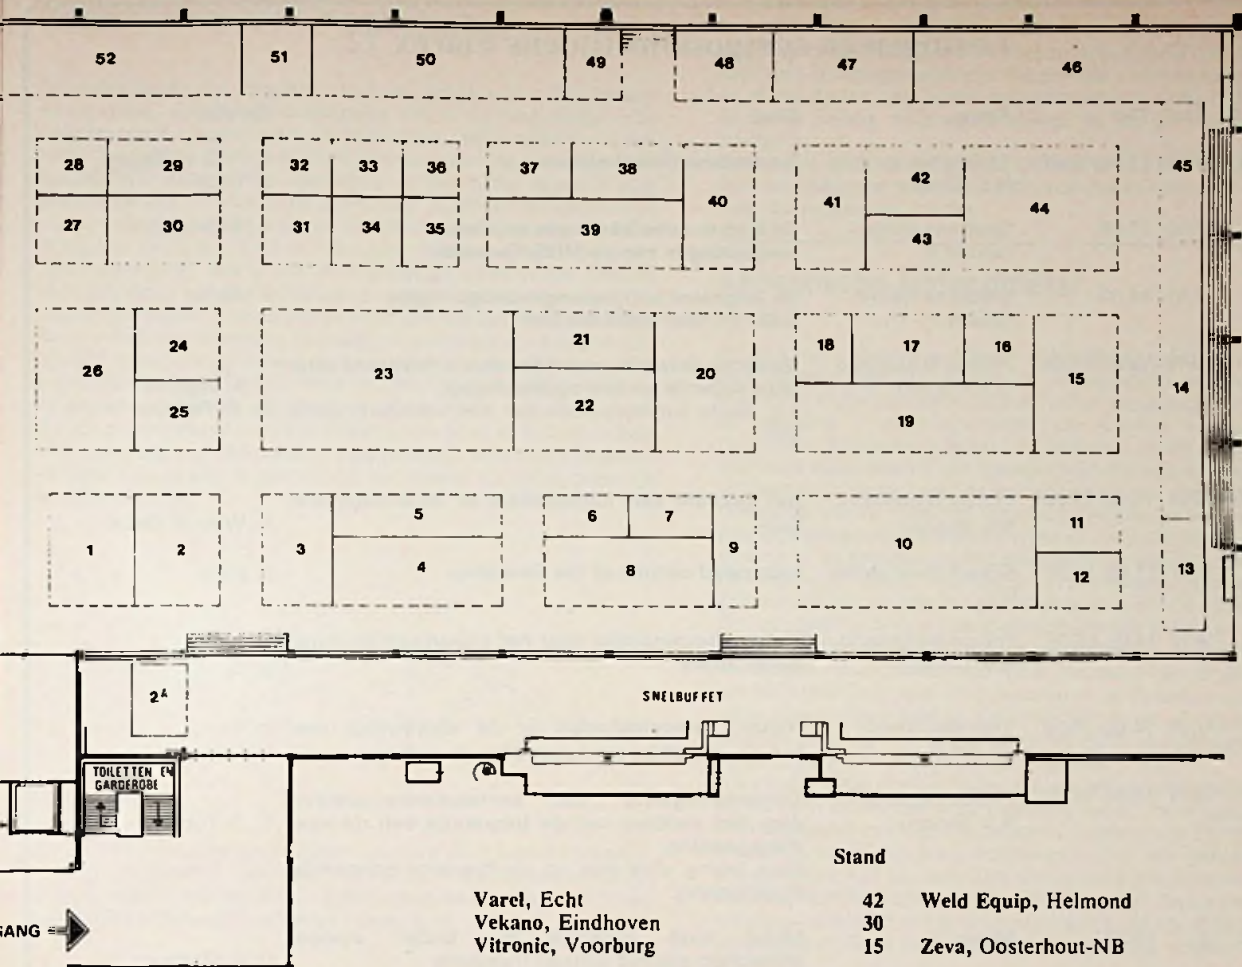 52 51 50 49 48 47 46
28 29 32 33 36 37 38 40 41 42 44 45
27 30 31 34 35 39 43
26 24 23 21 20 18 17 16 15 14
25 22 19
1 2 3 5 4 6 7 8 9 10 11 12 13
2A
SNELBUFFET
TOILETTEN EN
GARDEROBE
GANG
Stand
Varel, Echt 42 Weld Equip, Helmond
Vekano, Eindhoven 30
Vitronic, Voorburg 15 Zeva, Oosterhout-NB